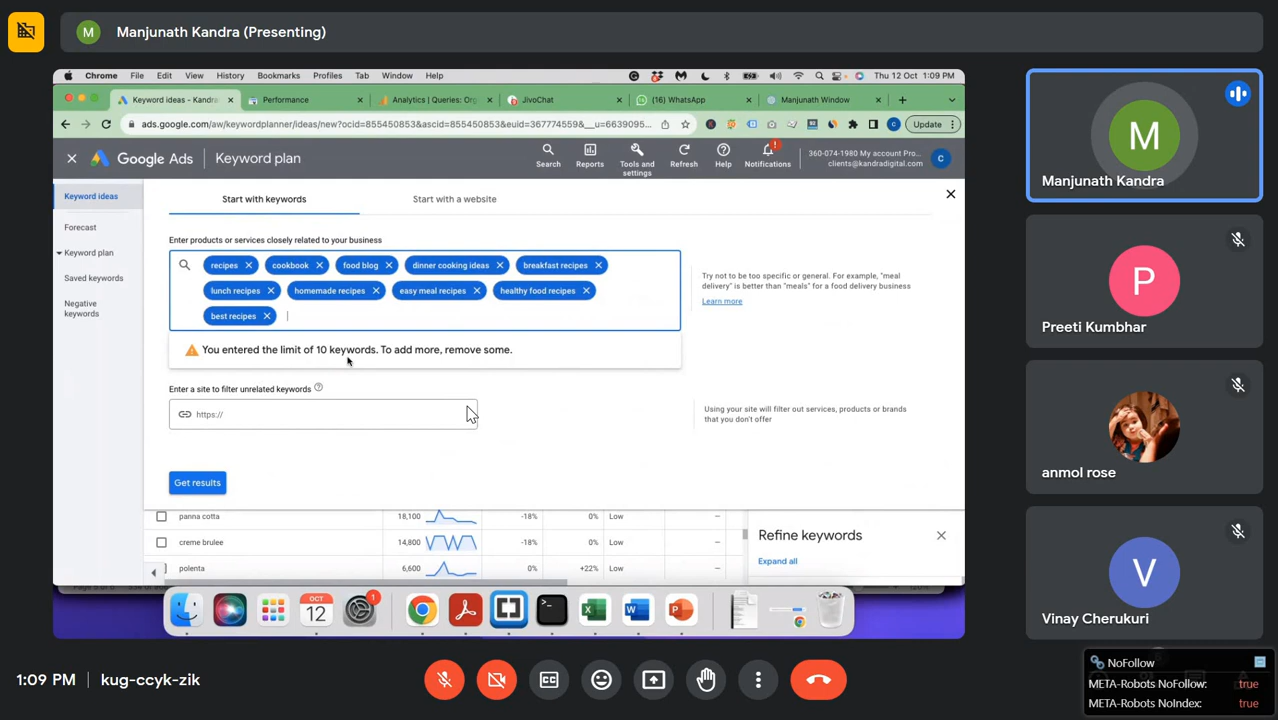 M
Manjunath Kandra (Presenting)
Chrome File Edit View History Bookmarks Profiles Tab Window Help
Thu 12 Oct 1:09 PM
Keyword ideas - Kandra
Performance
Analytics | Queries: Org
JivoChat
(16) WhatsApp
Manjunath Window
ads.google.com/aw/keywordplanner/ideas/new?ocid=855450853&ascid=855450853&euid=367774559&__u=6639095...
Update
Google Ads
Keyword plan
Search
Reports
Tools and settings
Refresh
Help
Notifications
360-074-1980 My account Pro...
clients@kandradigital.com
C
Keyword ideas
Forecast
Keyword plan
Saved keywords
Negative keywords
Start with keywords
Start with a website
Enter products or services closely related to your business
recipes cookbook food blog dinner cooking ideas breakfast recipes
lunch recipes homemade recipes easy meal recipes healthy food recipes
best recipes
Try not to be too specific or general. For example, "meal
delivery" is better than "meals" for a food delivery business
Learn more
You entered the limit of 10 keywords. To add more, remove some.
Enter a site to filter unrelated keywords
https://
Using your site will filter out services, products or brands
that you don't offer
Get results
panna cotta 18,100 -18% 0% Low –
creme brulee 14,800 -18% 0% Low –
polenta 6,600 0% +22% Low –
Refine keywords
Expand all
OCT
12
1
M
Manjunath Kandra
P
Preeti Kumbhar
anmol rose
V
Vinay Cherukuri
1:09 PM kug-ccyk-zik
NoFollow
META-Robots NoFollow: true
META-Robots NoIndex: true